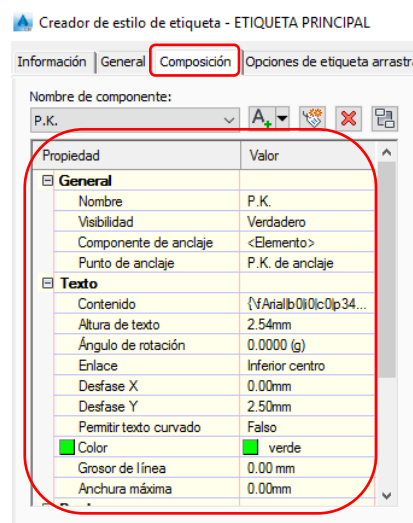 Creador de estilo de etiqueta - ETIQUETA PRINCIPAL
Información General Composición Opciones de etiqueta arrastr
Nombre de componente:
P.K.
Propiedad Valor
General
Nombre P.K.
Visibilidad Verdadero
Componente de anclaje <Elemento>
Punto de anclaje P.K. de anclaje
Texto
Contenido {\fArial|b0|i0|c0|p34...
Altura de texto 2.54mm
Ángulo de rotación 0.0000 (g)
Enlace Inferior centro
Desfase X 0.00mm
Desfase Y 2.50mm
Permitir texto curvado Falso
Color verde
Grosor de línea 0.00 mm
Anchura máxima 0.00mm